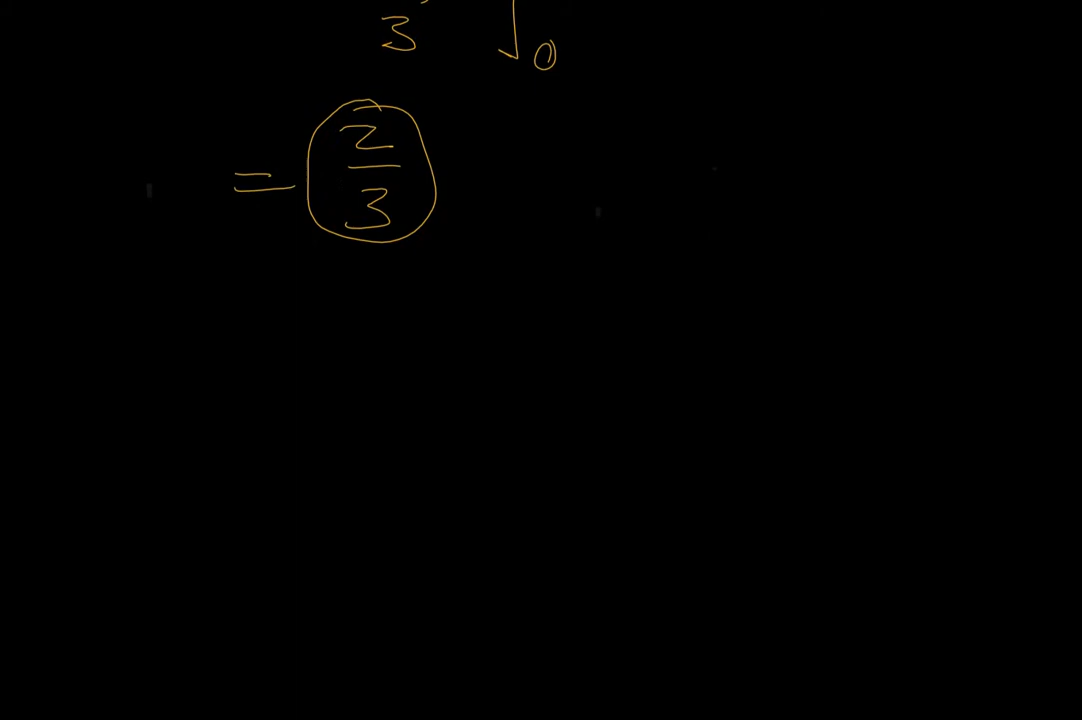 3 ]₀
= 2/3